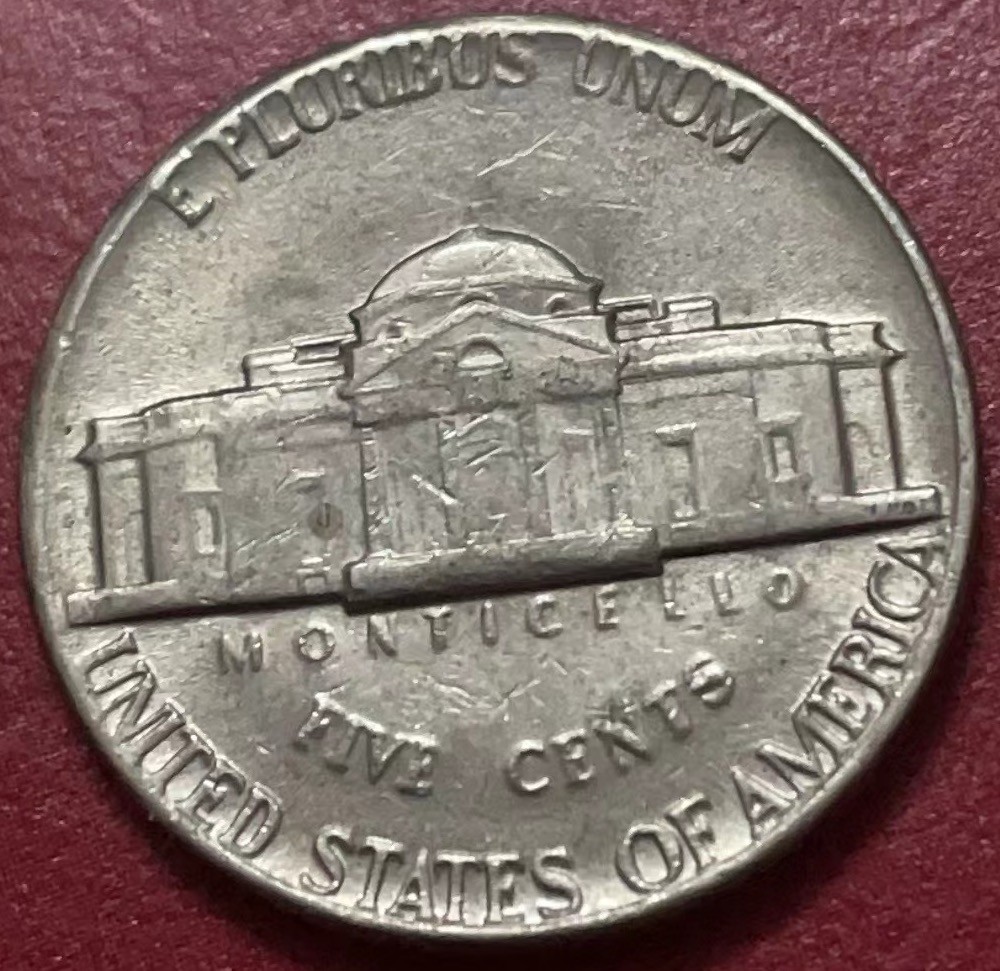 E PLURIBUS UNUM
MONTICELLO
FIVE CENTS
UNITED STATES OF AMERICA